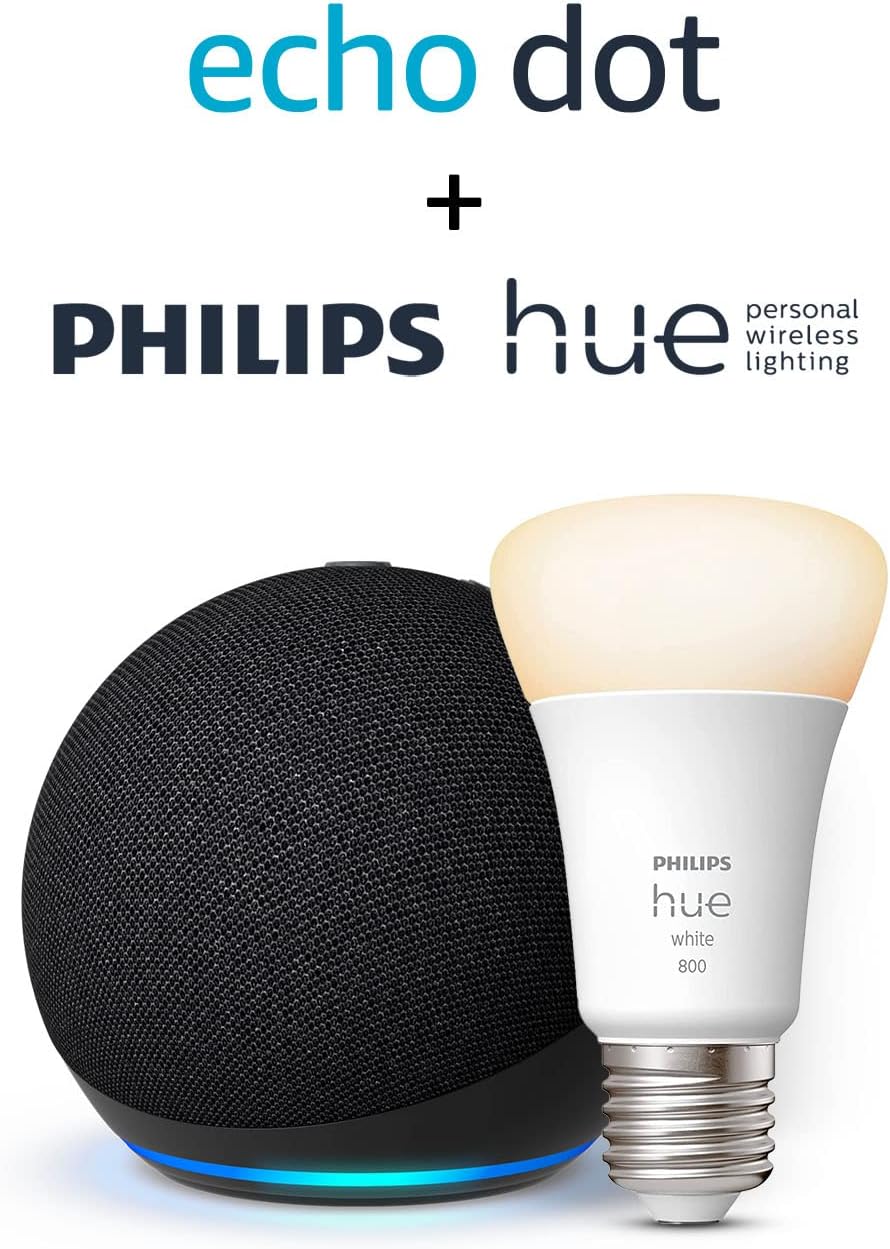 echo dot
+
PHILIPS hue personal
wireless
lighting
PHILIPS
hue
white
800